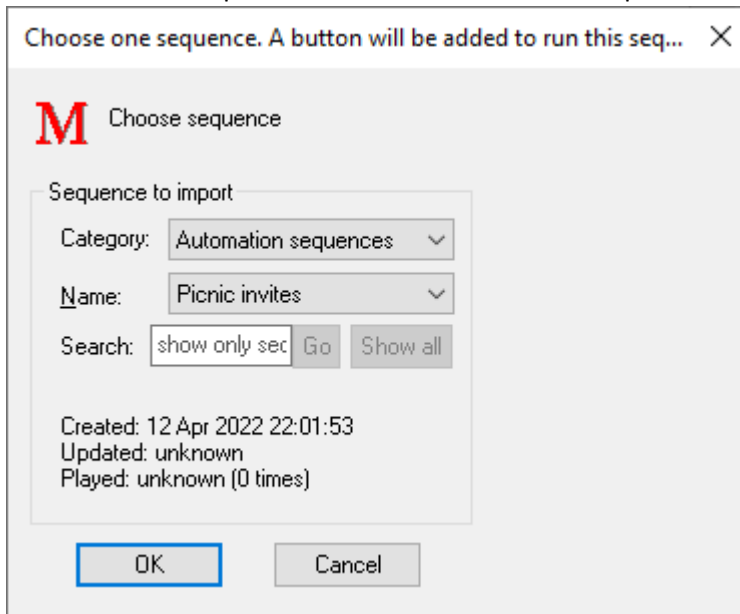 Choose one sequence. A button will be added to run this seq...
M Choose sequence
Sequence to import
Category: Automation sequences
Name: Picnic invites
Search: show only sec Go Show all
Created: 12 Apr 2022 22:01:53
Updated: unknown
Played: unknown (0 times)
OK Cancel